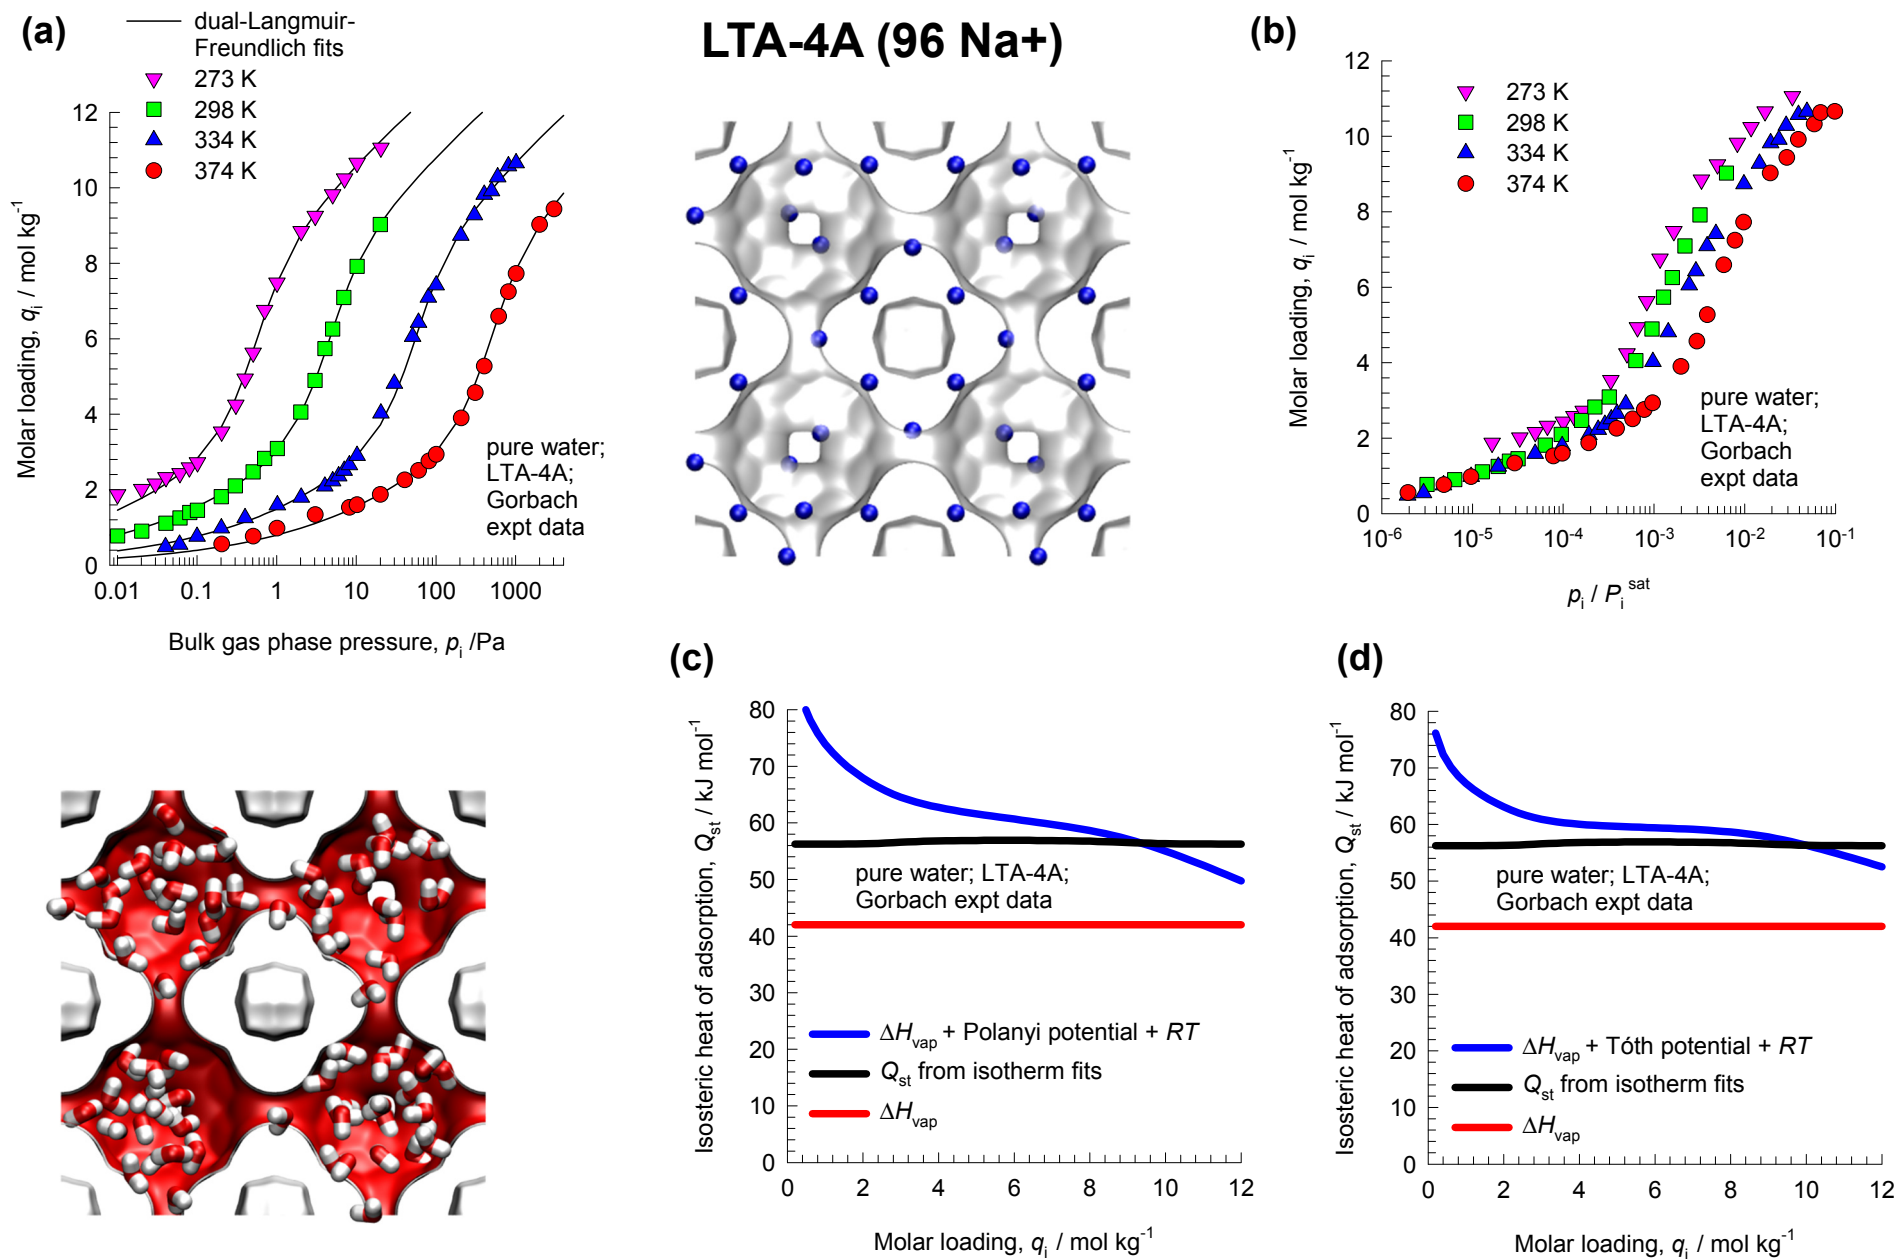 (a)
dual-Langmuir-
Freundlich fits
273 K
298 K
334 K
374 K
12
10
8
6
4
2
0
0.01
0.1
1
10
100
1000
Molar loading, qᵢ / mol kg⁻¹
pure water;
LTA-4A;
Gorbach
expt data
Bulk gas phase pressure, pᵢ /Pa
LTA-4A (96 Na+)
(b)
273 K
298 K
334 K
374 K
12
10
8
6
4
2
0
10⁻⁶
10⁻⁵
10⁻⁴
10⁻³
10⁻²
10⁻¹
Molar loading, qᵢ / mol kg⁻¹
pure water;
LTA-4A;
Gorbach
expt data
pᵢ / Pᵢ sat
(c)
80
70
60
50
40
30
20
10
0
0
2
4
6
8
10
12
Isosteric heat of adsorption, Qst / kJ mol⁻¹
pure water; LTA-4A;
Gorbach expt data
ΔHvap + Polanyi potential + RT
Qst from isotherm fits
ΔHvap
Molar loading, qᵢ / mol kg⁻¹
(d)
80
70
60
50
40
30
20
10
0
0
2
4
6
8
10
12
Isosteric heat of adsorption, Qst / kJ mol⁻¹
pure water; LTA-4A;
Gorbach expt data
ΔHvap + Tóth potential + RT
Qst from isotherm fits
ΔHvap
Molar loading, qᵢ / mol kg⁻¹